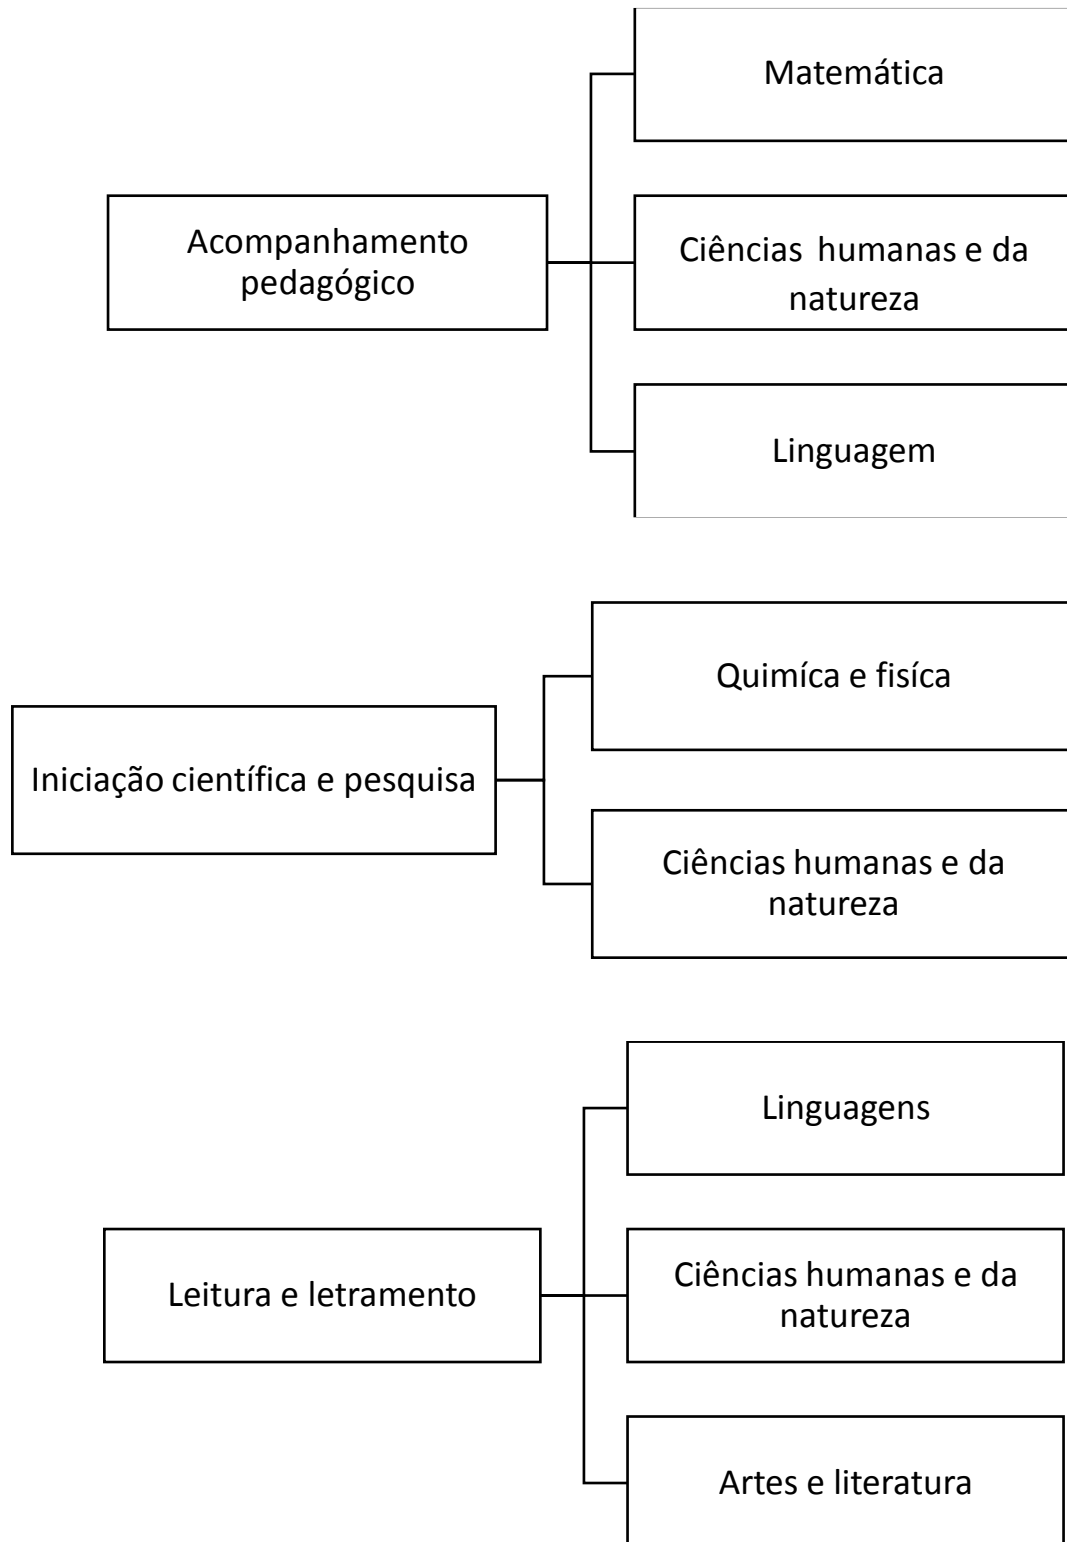 Matemática
Acompanhamento
pedagógico
Ciências  humanas e da
natureza
Linguagem
Quimíca e fisíca
Iniciação científica e pesquisa
Ciências humanas e da
natureza
Linguagens
Leitura e letramento
Ciências humanas e da
natureza
Artes e literatura